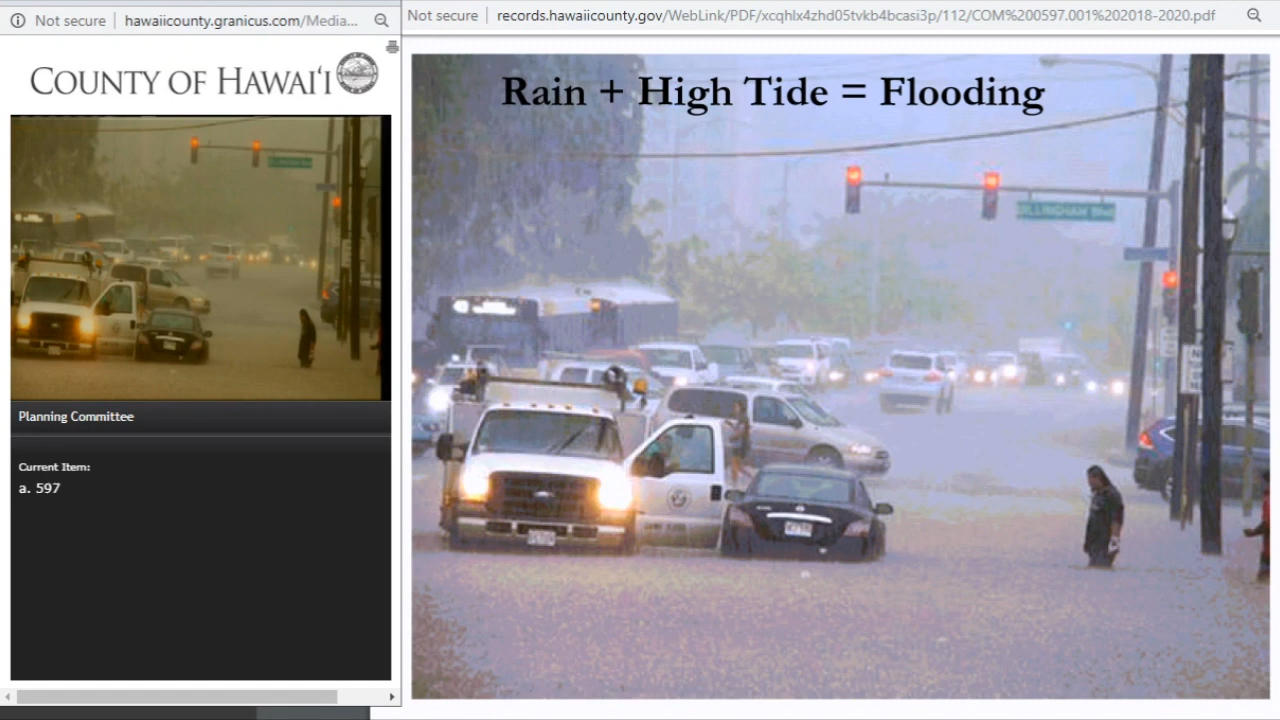 Not secure
hawaiicounty.granicus.com/Media...
COUNTY OF HAWAI‘I
Planning Committee
Current Item:
a. 597
Not secure
records.hawaiicounty.gov/WebLink/PDF/xcqhlx4zhd05tvkb4bcasi3p/112/COM%200597.001%202018-2020.pdf
Rain + High Tide = Flooding